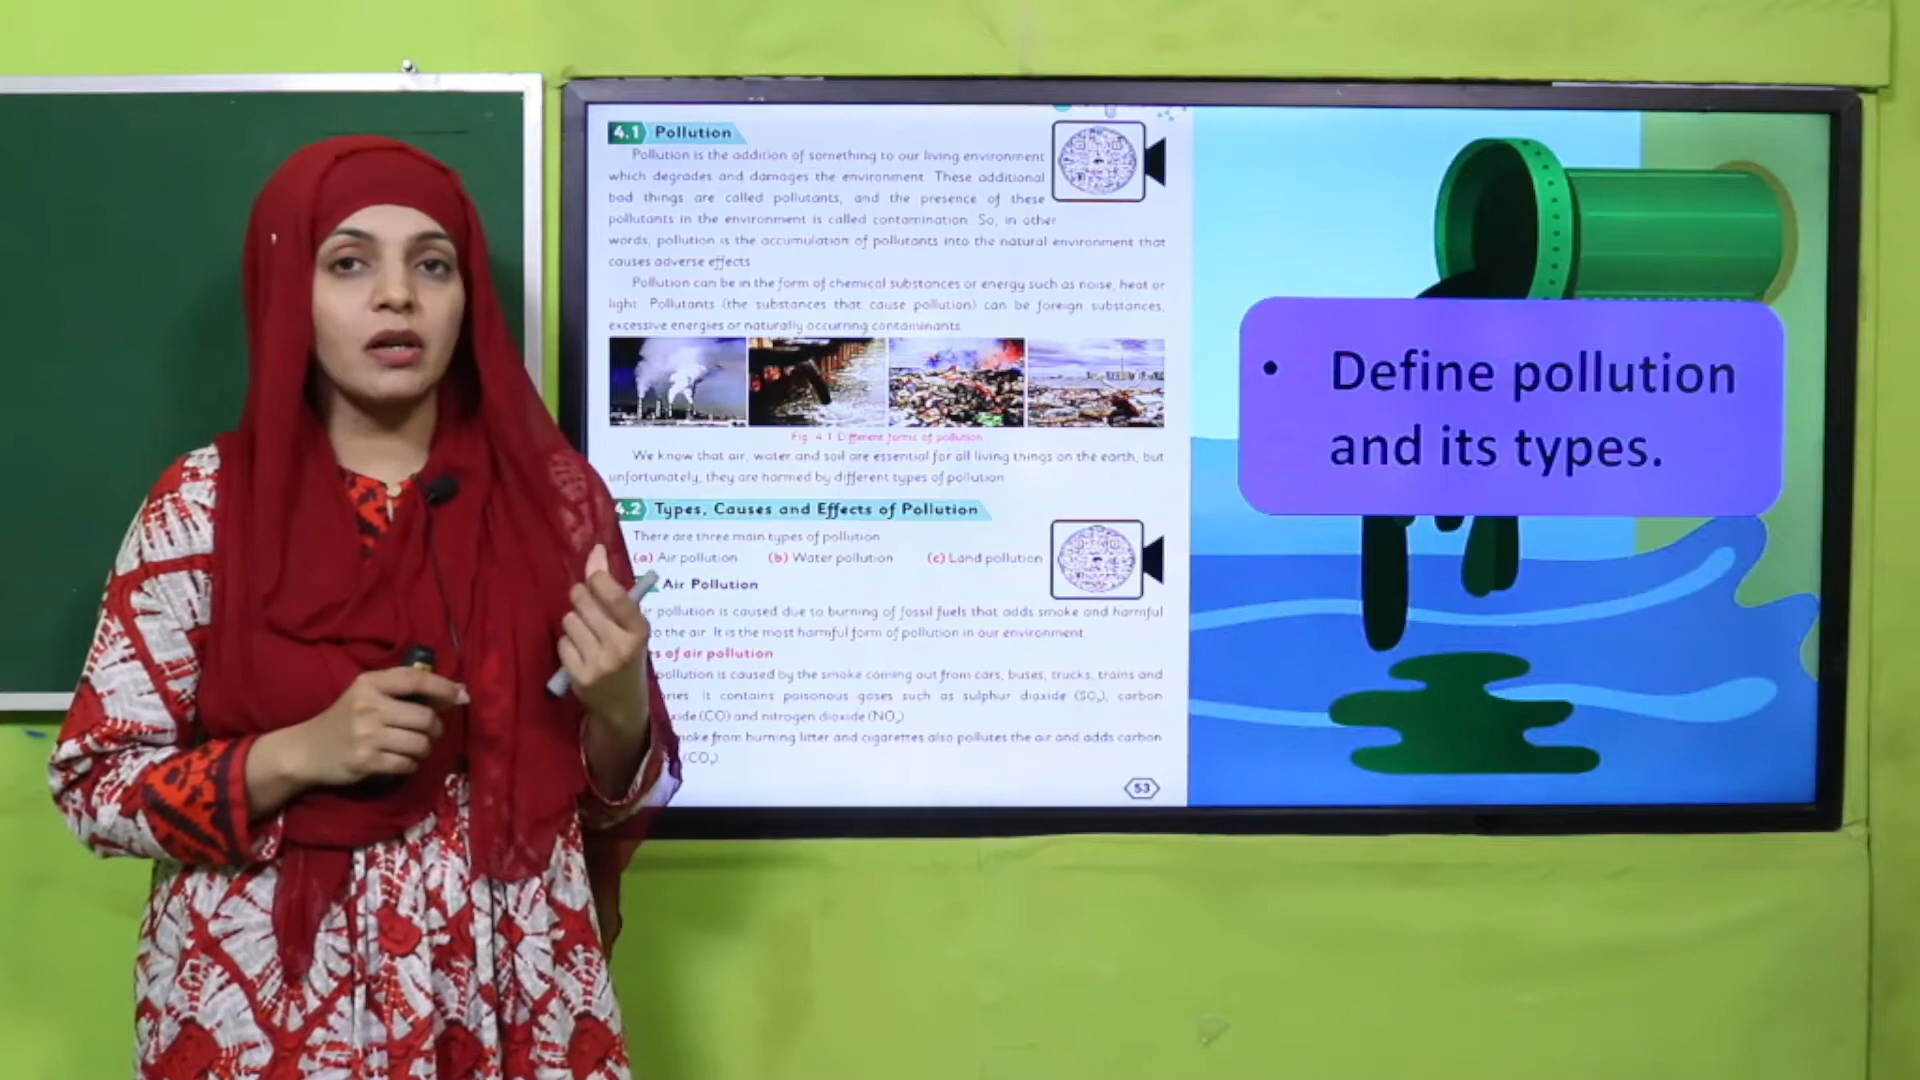 4.1 Pollution
Pollution is the addition of something to our living environment
which degrades and damages the environment. These additional
bad things are called pollutants, and the presence of these
pollutants in the environment is called contamination. So, in other
words, pollution is the accumulation of pollutants into the natural environment that
causes adverse effects.
Pollution can be in the form of chemical substances or energy such as noise, heat or
light. Pollutants (the substances that cause pollution) can be foreign substances,
excessive energies or naturally occurring contaminants.
Fig. 4.1 Different forms of pollution
We know that air, water and soil are essential for all living things on the earth, but
unfortunately, they are harmed by different types of pollution.
4.2 Types, Causes and Effects of Pollution
There are three main types of pollution
(a) Air pollution (b) Water pollution (c) Land pollution
Air Pollution
pollution is caused due to burning of fossil fuels that adds smoke and harmful
to the air. It is the most harmful form of pollution in our environment.
of air pollution
pollution is caused by the smoke coming out from cars, buses, trucks, trains and
It contains poisonous gases such as sulphur dioxide (SO₂), carbon
(CO) and nitrogen dioxide (NO₂).
from burning litter and cigarettes also pollutes the air and adds carbon
(CO₂).
53
• Define pollution
and its types.